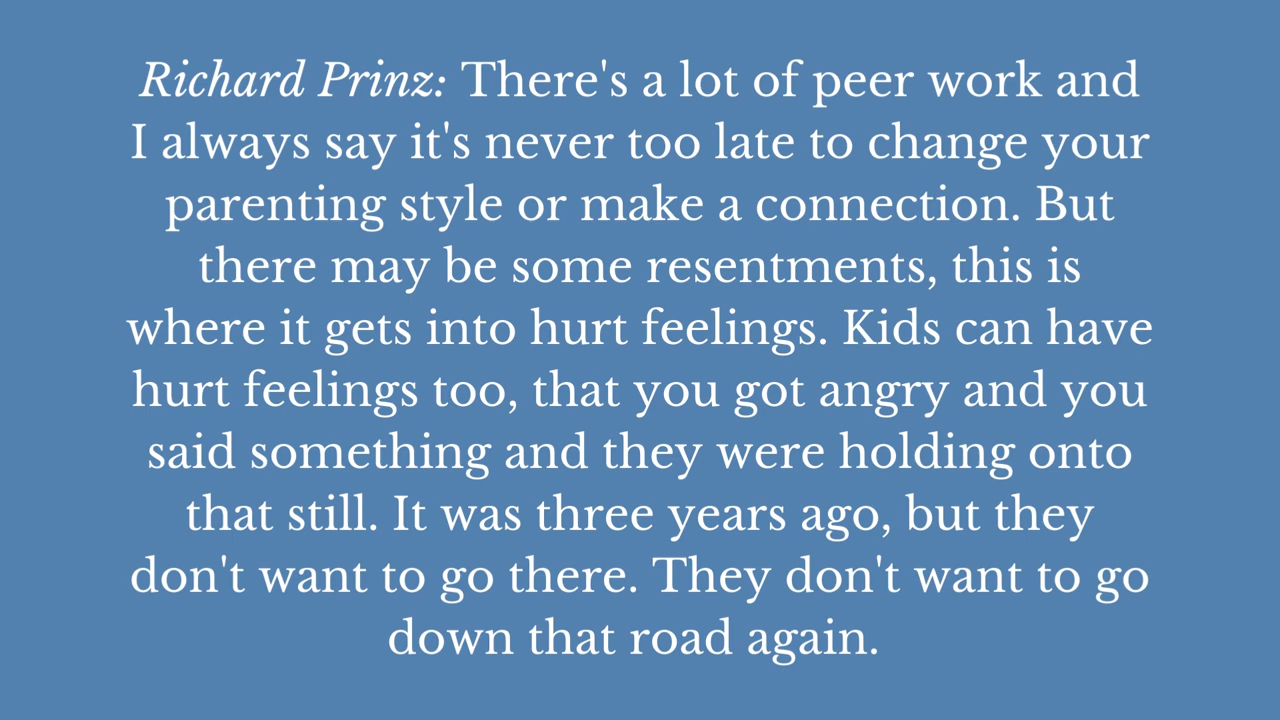 Richard Prinz: There's a lot of peer work and
I always say it's never too late to change your
parenting style or make a connection. But
there may be some resentments, this is
where it gets into hurt feelings. Kids can have
hurt feelings too, that you got angry and you
said something and they were holding onto
that still. It was three years ago, but they
don't want to go there. They don't want to go
down that road again.